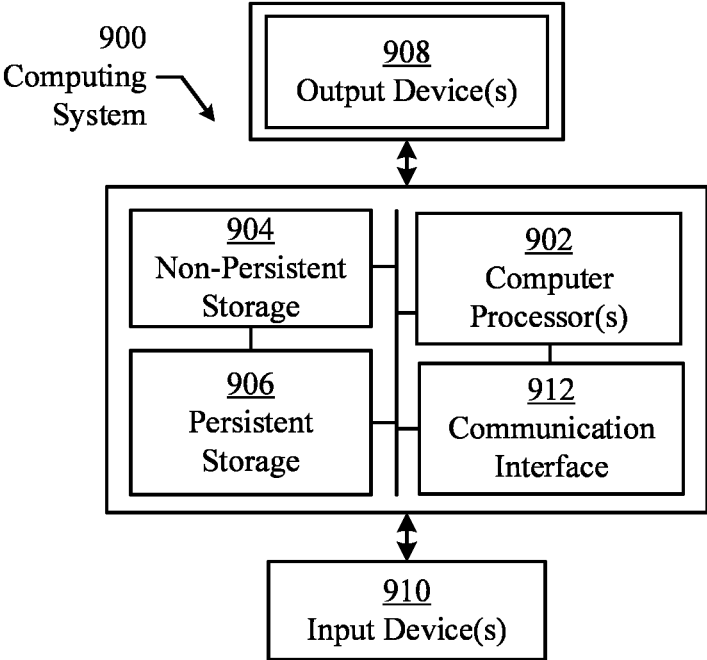 900
Computing
System
908
Output Device(s)
904
Non-Persistent
Storage
902
Computer
Processor(s)
906
Persistent
Storage
912
Communication
Interface
910
Input Device(s)